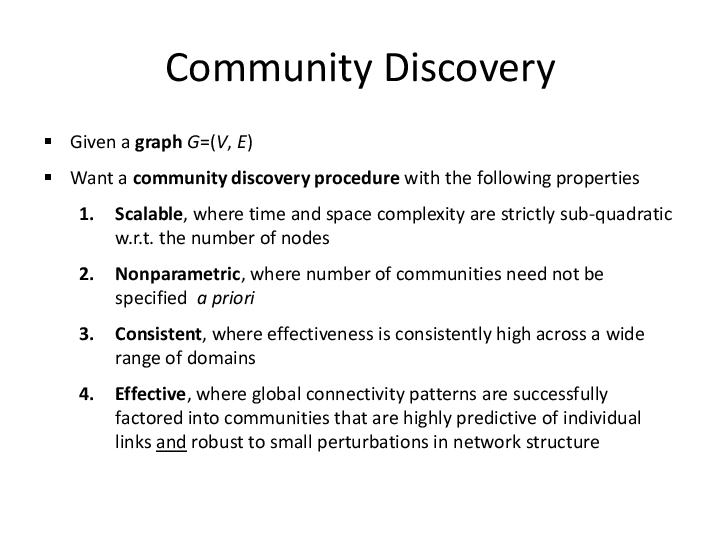 Community Discovery
▪ Given a graph G=(V, E)
▪ Want a community discovery procedure with the following properties
1. Scalable, where time and space complexity are strictly sub-quadratic
w.r.t. the number of nodes
2. Nonparametric, where number of communities need not be
specified a priori
3. Consistent, where effectiveness is consistently high across a wide
range of domains
4. Effective, where global connectivity patterns are successfully
factored into communities that are highly predictive of individual
links and robust to small perturbations in network structure